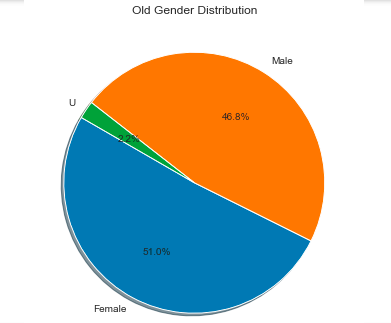 Old Gender Distribution
Male
46.8%
U
2.2%
51.0%
Female